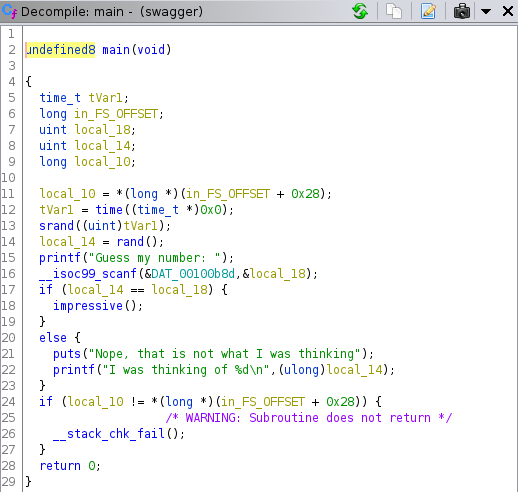 Decompile: main - (swagger)
1
2 undefined8 main(void)
3
4 {
5 time_t tVar1;
6 long in_FS_OFFSET;
7 uint local_18;
8 uint local_14;
9 long local_10;
10
11 local_10 = *(long *)(in_FS_OFFSET + 0x28);
12 tVar1 = time((time_t *)0x0);
13 srand((uint)tVar1);
14 local_14 = rand();
15 printf("Guess my number: ");
16 __isoc99_scanf(&DAT_00100b8d,&local_18);
17 if (local_14 == local_18) {
18 impressive();
19 }
20 else {
21 puts("Nope, that is not what I was thinking");
22 printf("I was thinking of %d\n",(ulong)local_14);
23 }
24 if (local_10 != *(long *)(in_FS_OFFSET + 0x28)) {
25 /* WARNING: Subroutine does not return */
26 __stack_chk_fail();
27 }
28 return 0;
29 }